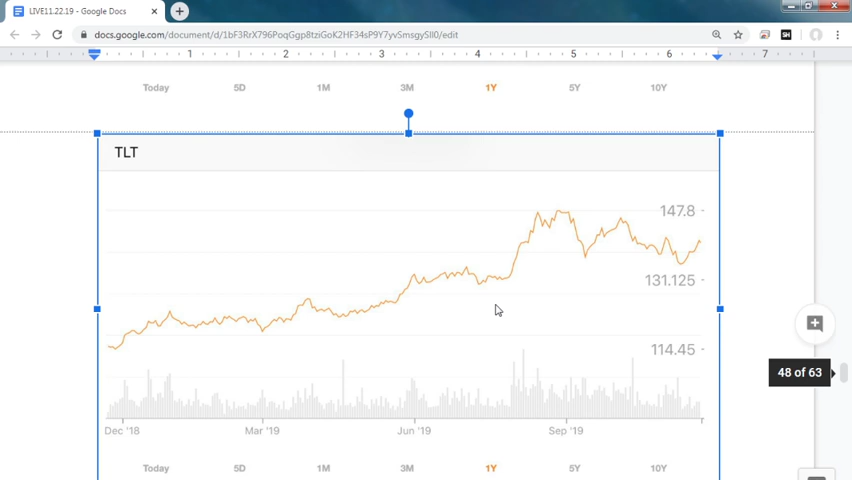 LIVE11.22.19 - Google Docs
docs.google.com/document/d/1bF3RrX796PoqGgp8tziGoK2HF34sP9Y7yvSmsgySll0/edit
1 2 3 4 5 6 7
Today 5D 1M 3M 1Y 5Y 10Y
TLT
147.8
131.125
114.45
48 of 63
Dec '18 Mar '19 Jun '19 Sep '19
Today 5D 1M 3M 1Y 5Y 10Y